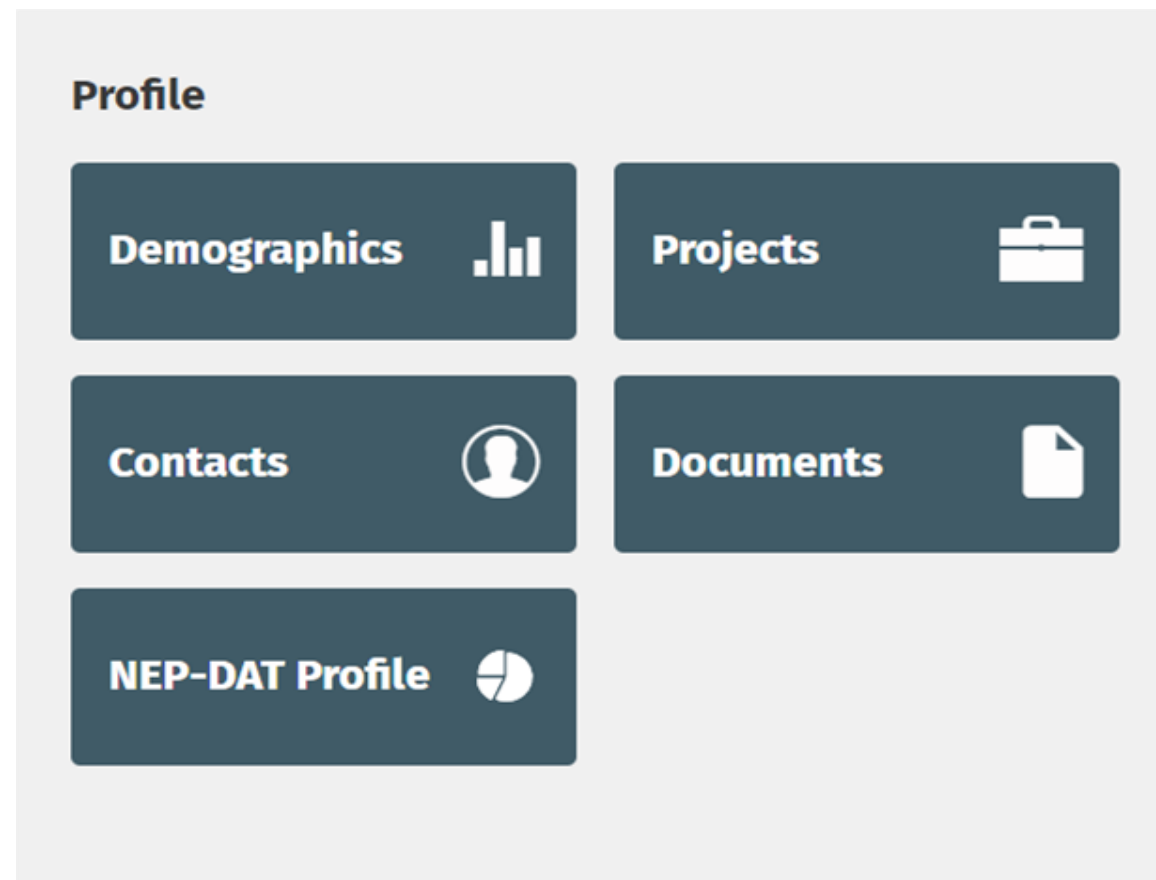 Profile
Demographics
Projects
Contacts
Documents
NEP-DAT Profile